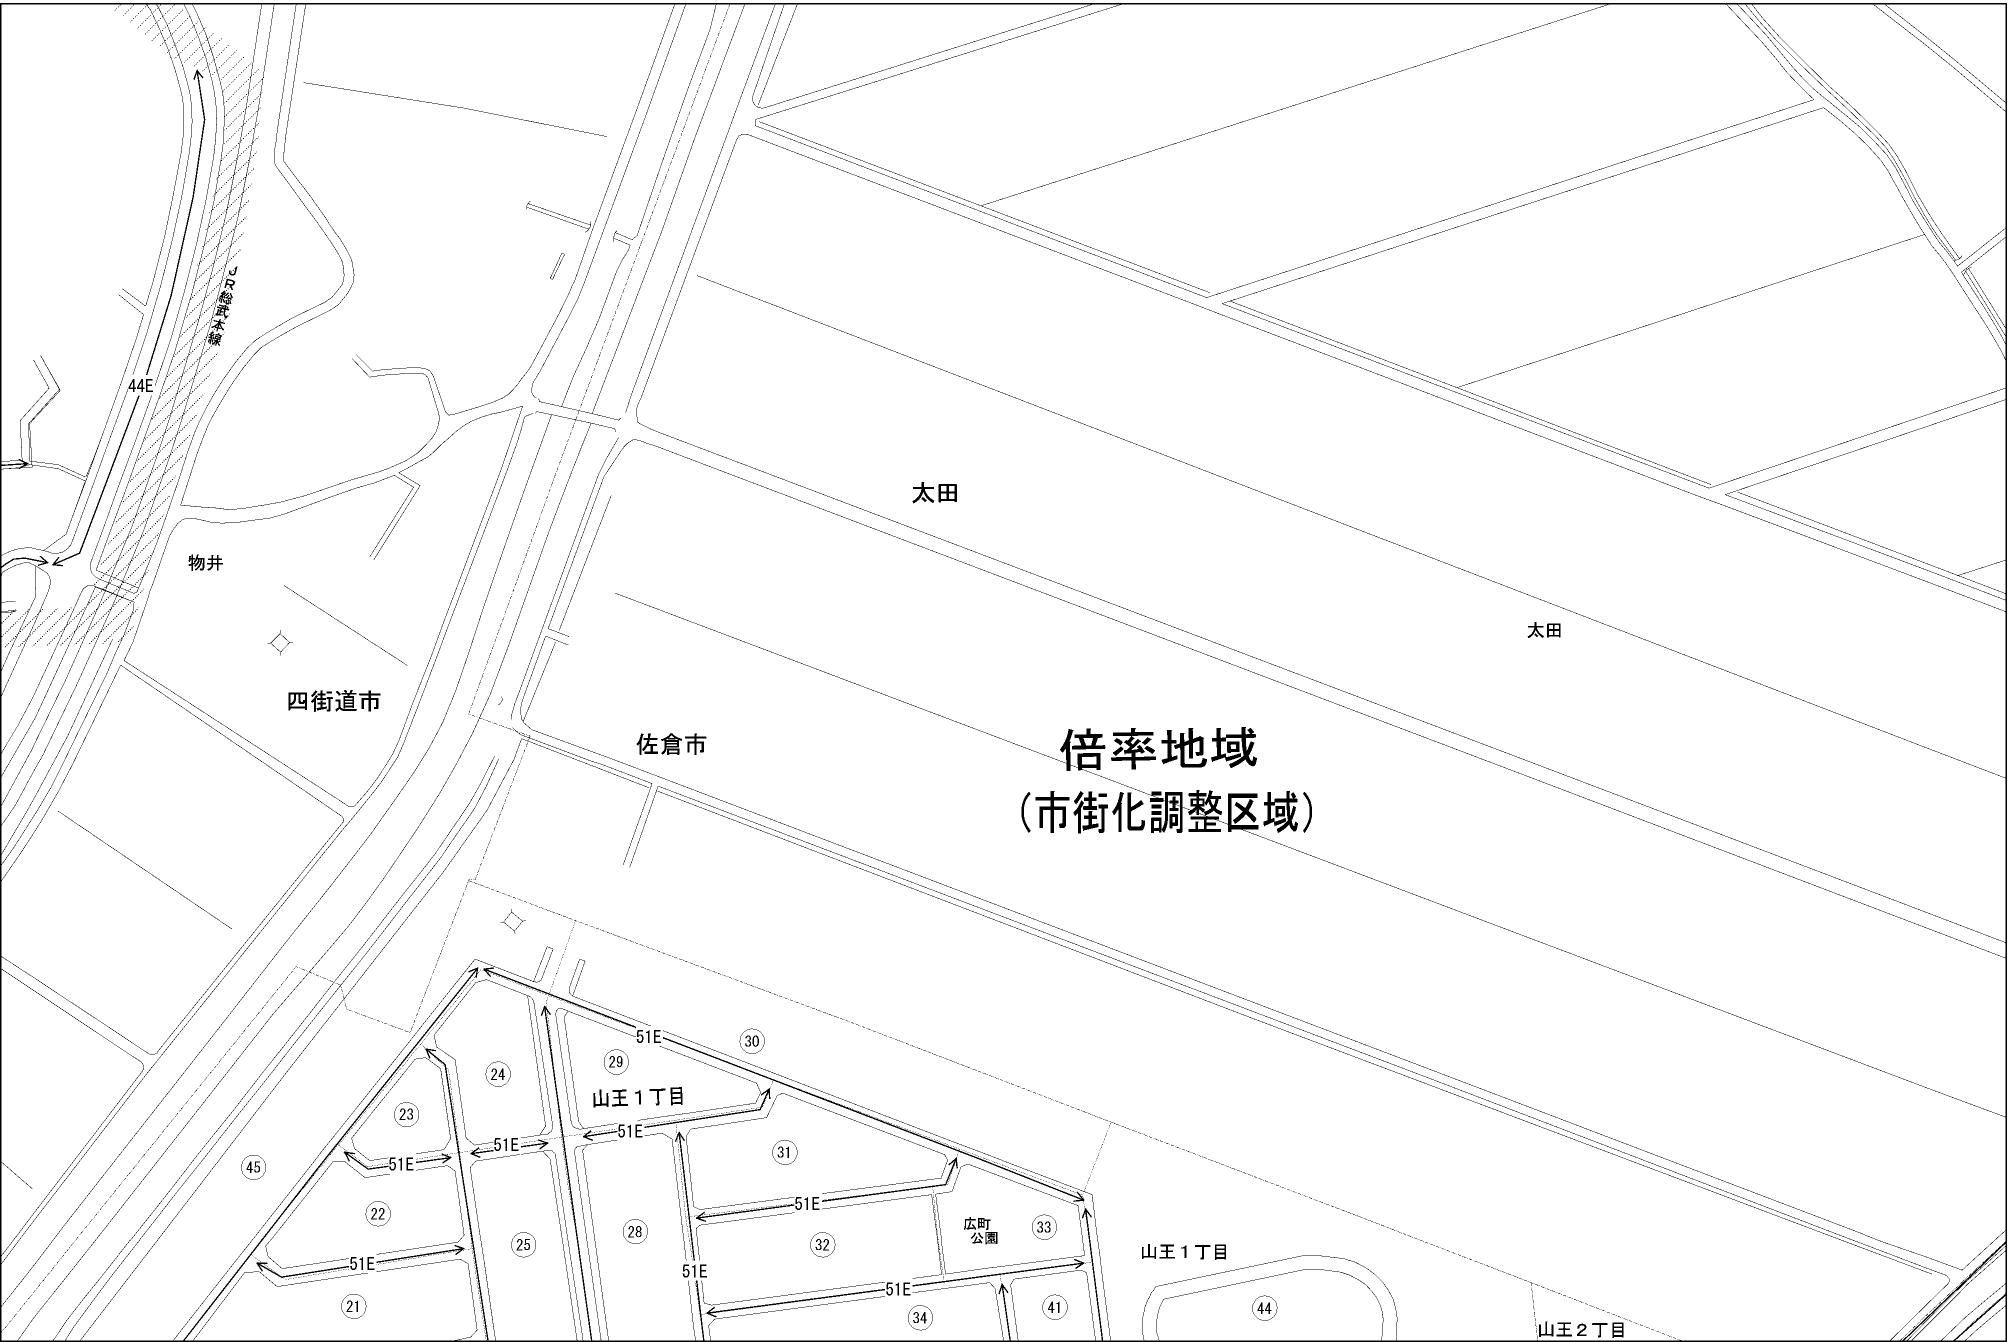 JR総武本線
44E
太田
物井
太田
四街道市
佐倉市
倍率地域
(市街化調整区域)
51E
30
29
24
山王1丁目
23
51E
51E
51E
31
45
51E
22
広町
公園
33
28
25
32
山王1丁目
51E
51E
51E
21
34
41
44
山王2丁目